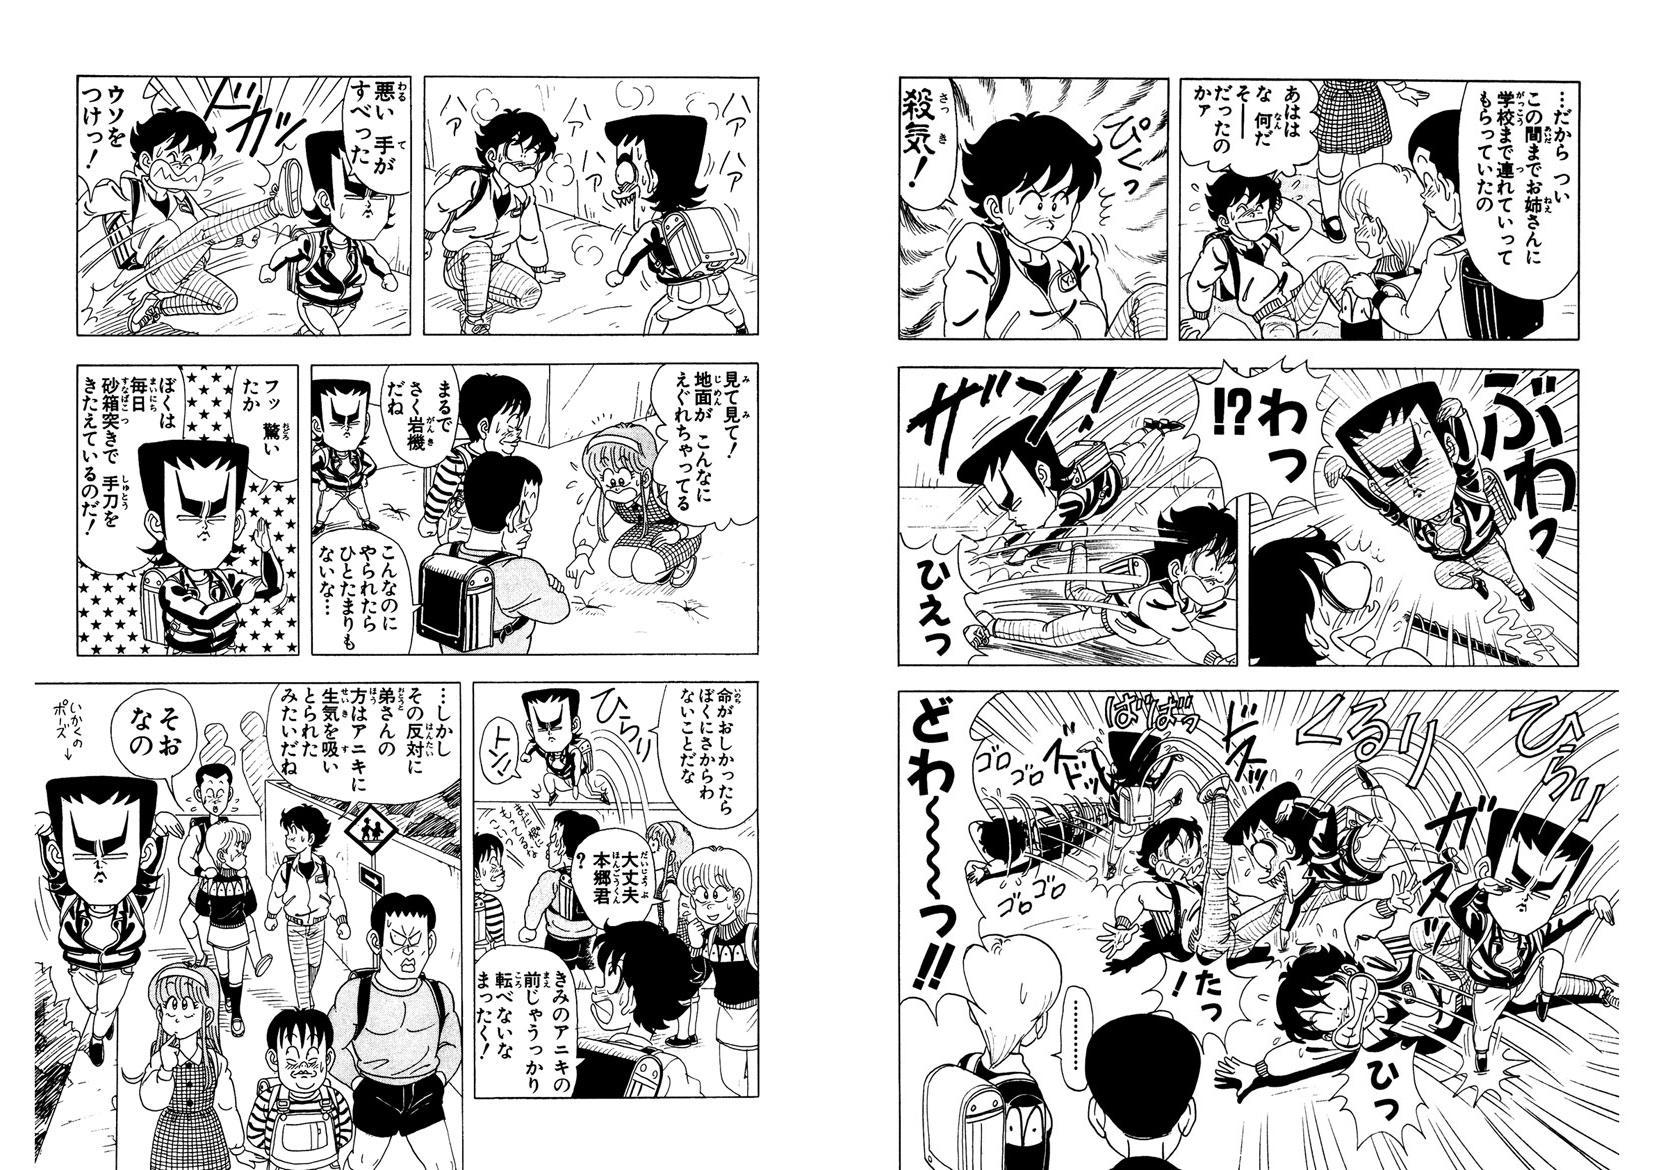 …だから つい
この間までお姉さんに
学校まで連れていって
もらっていたの
あはは
な 何だ
そ──
だったの
かァ
ぴくっ
殺気!
ぶわっ
わっ
!?
ザン!!
ひえっ
ひらり
くるり
ガッ
ドスッ
ばばばっ
ズドッ
ゴロ
ゴロ
ゴロ
ゴロ
たっ
!
ひっ
………
どわ~~~っ!!
ハァ
ハァ
ハァ
ハァ
悪い 手が
すべった
ドカッ
ウソを
つけっ!
見て見て!
地面が こんなに
えぐれちゃってる
まるで
さく岩機
だね
こんなのに
やられたら
ひとたまりも
ないな…
フッ 驚い
たか
ぼくは
毎日
砂箱突きで 手刀を
きたえているのだ!
命がおしかったら
ぼくにさからわ
ないことだな
ひらり
トン!
大丈夫
本郷君
?
きみのアニキの
前じゃうっかり
転べないな
まったく!
…しかし
その反対に
弟さんの
方はアニキに
生気を吸い
とられた
みたいだね
そお
なの
いかくの
ポーズ→